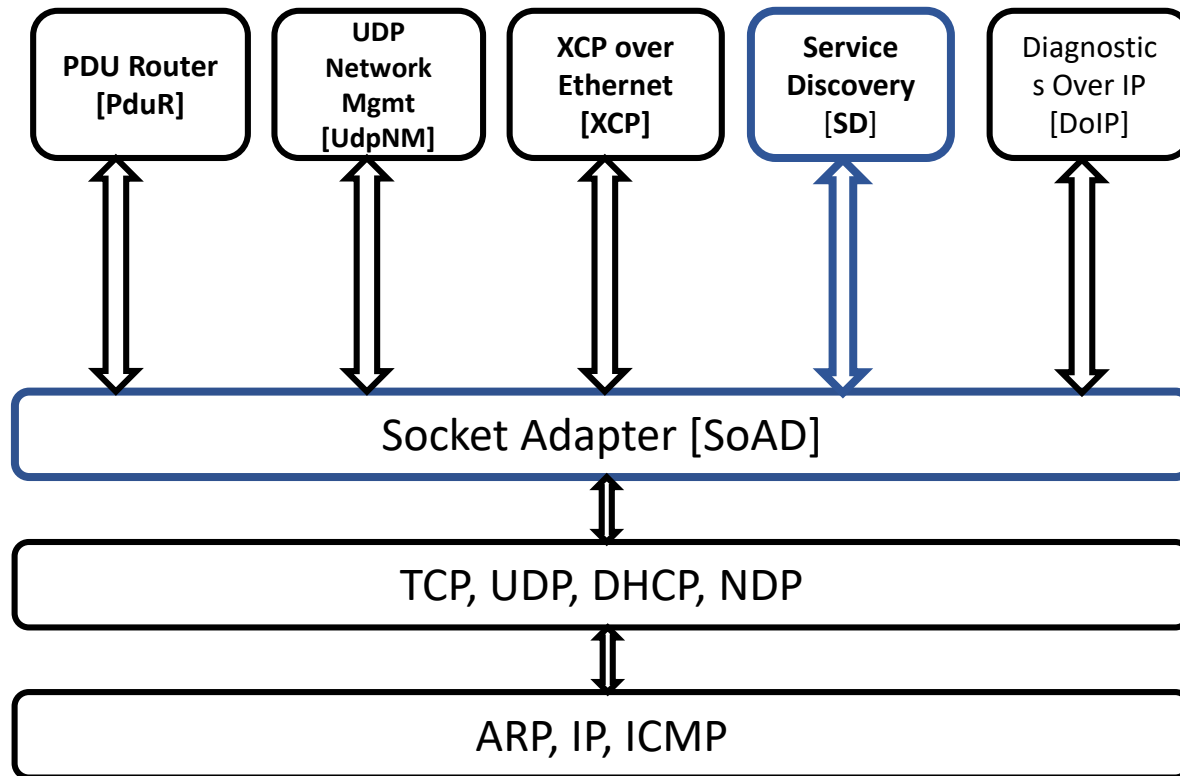 PDU Router
[PduR]
UDP
Network
Mgmt
[UdpNM]
XCP over
Ethernet
[XCP]
Service
Discovery
[SD]
Diagnostic
s Over IP
[DoIP]
Socket Adapter [SoAD]
TCP, UDP, DHCP, NDP
ARP, IP, ICMP